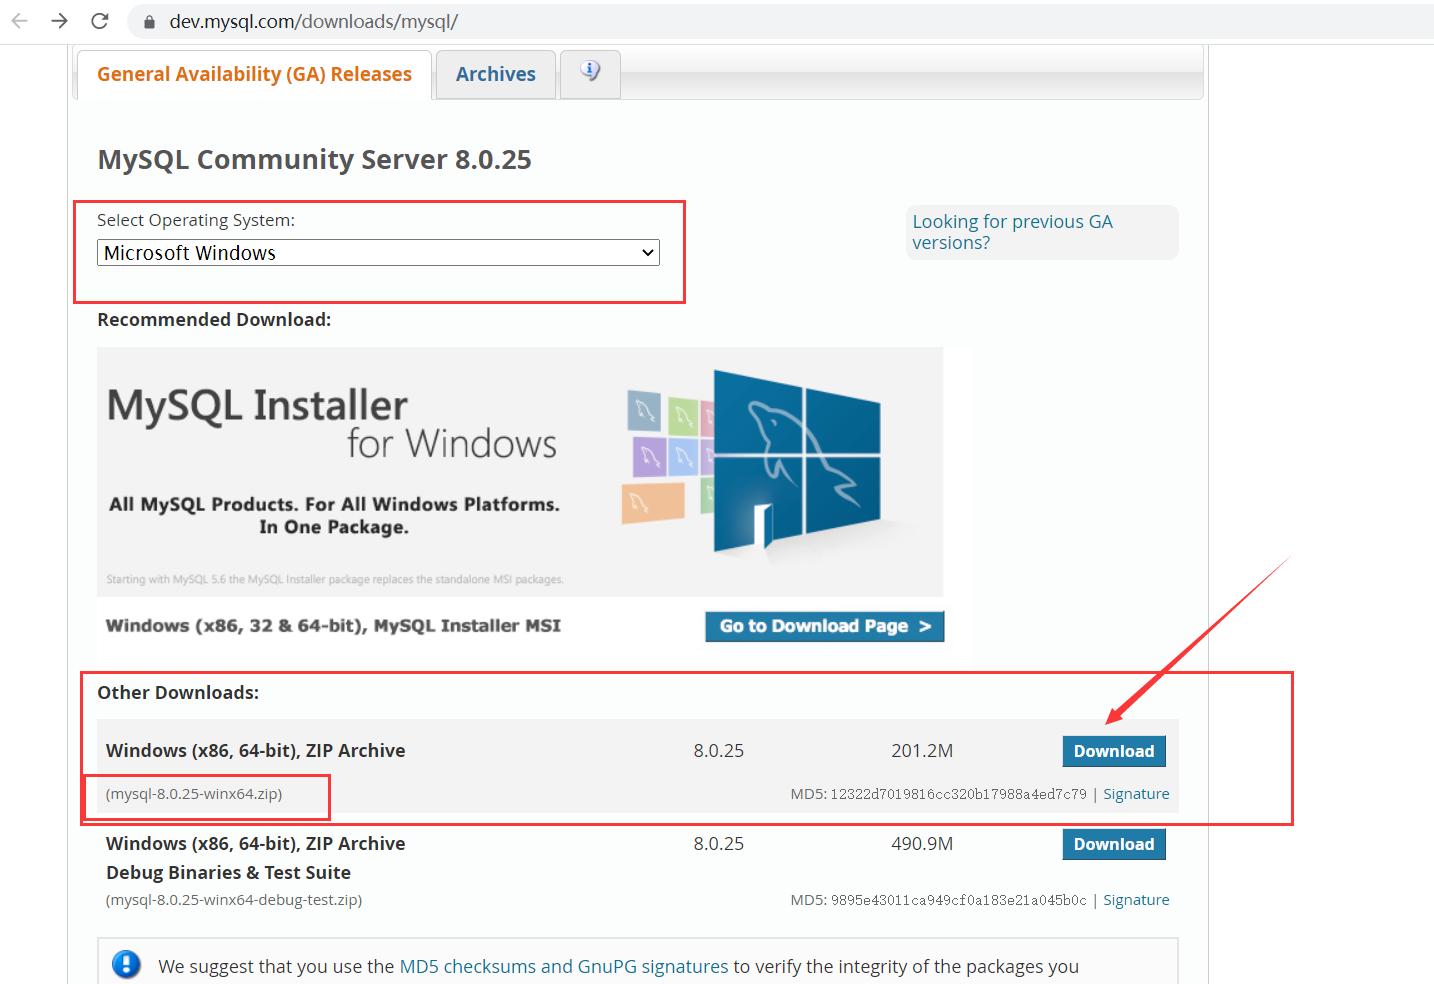 dev.mysql.com/downloads/mysql/
General Availability (GA) Releases
Archives
MySQL Community Server 8.0.25
Select Operating System:
Microsoft Windows
Looking for previous GA
versions?
Recommended Download:
MySQL Installer
for Windows
All MySQL Products. For All Windows Platforms.
In One Package.
Starting with MySQL 5.6 the MySQL Installer package replaces the standalone MSI packages.
Windows (x86, 32 & 64-bit), MySQL Installer MSI
Go to Download Page >
Other Downloads:
Windows (x86, 64-bit), ZIP Archive 8.0.25 201.2M Download
(mysql-8.0.25-winx64.zip) MD5: 12322d7019816cc320b17988a4ed7c79 | Signature
Windows (x86, 64-bit), ZIP Archive 8.0.25 490.9M Download
Debug Binaries & Test Suite
(mysql-8.0.25-winx64-debug-test.zip) MD5: 9895e43011ca949cf0a183e21a045b0c | Signature
We suggest that you use the MD5 checksums and GnuPG signatures to verify the integrity of the packages you